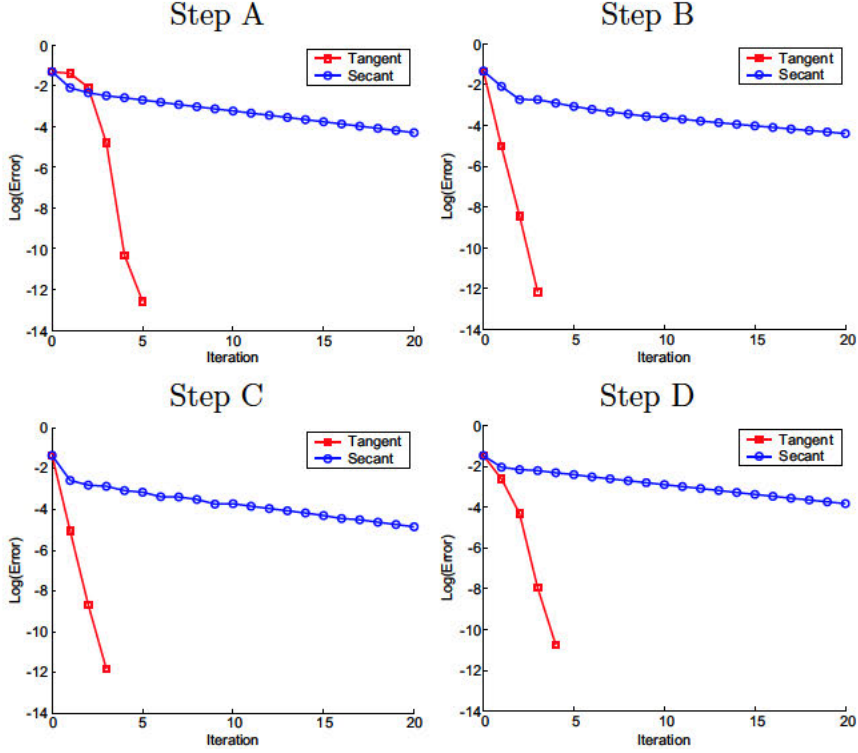 Step A
0
-2
-4
-6
-8
-10
-12
-14
Log(Error)
Tangent
Secant
0
5
10
15
20
Iteration
Step B
0
-2
-4
-6
-8
-10
-12
-14
Log(Error)
Tangent
Secant
0
5
10
15
20
Iteration
Step C
0
-2
-4
-6
-8
-10
-12
-14
Log(Error)
Tangent
Secant
0
5
10
15
20
Iteration
Step D
0
-2
-4
-6
-8
-10
-12
-14
Log(Error)
Tangent
Secant
0
5
10
15
20
Iteration